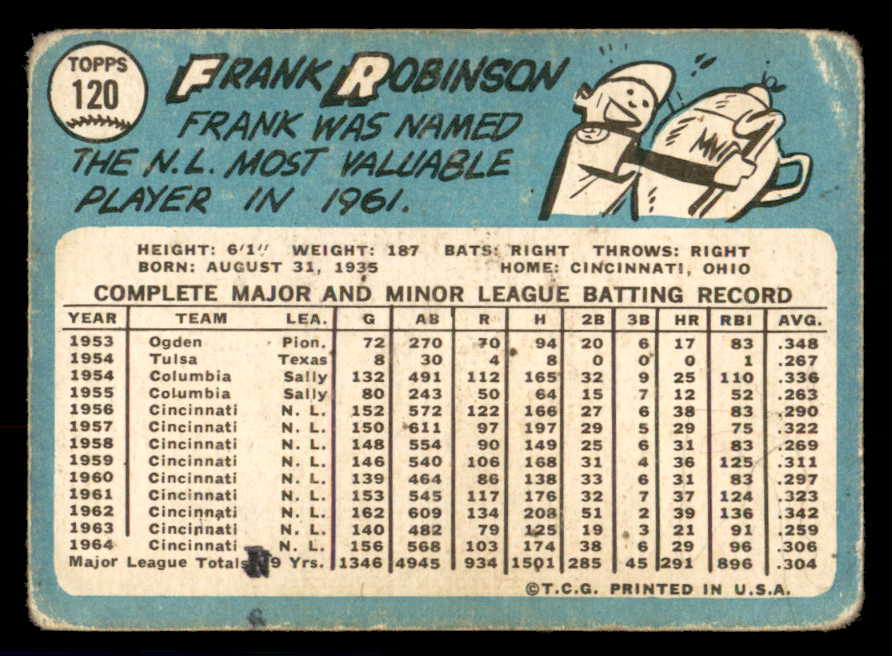 TOPPS
120
FRANK ROBINSON
FRANK WAS NAMED
THE N.L. MOST VALUABLE
PLAYER IN 1961.
MVP
HEIGHT: 6'1" WEIGHT: 187 BATS: RIGHT THROWS: RIGHT
BORN: AUGUST 31, 1935 HOME: CINCINNATI, OHIO
COMPLETE MAJOR AND MINOR LEAGUE BATTING RECORD
YEAR TEAM LEA. G AB R H 2B 3B HR RBI AVG.
1953 Ogden Pion. 72 270 70 94 20 6 17 83 .348
1954 Tulsa Texas 8 30 4 8 0 0 0 1 .267
1954 Columbia Sally 132 491 112 165 32 9 25 110 .336
1955 Columbia Sally 80 243 50 64 15 7 12 52 .263
1956 Cincinnati N. L. 152 572 122 166 27 6 38 83 .290
1957 Cincinnati N. L. 150 611 97 197 29 5 29 75 .322
1958 Cincinnati N. L. 148 554 90 149 25 6 31 83 .269
1959 Cincinnati N. L. 146 540 106 168 31 4 36 125 .311
1960 Cincinnati N. L. 139 464 86 138 33 6 31 83 .297
1961 Cincinnati N. L. 153 545 117 176 32 7 37 124 .323
1962 Cincinnati N. L. 162 609 134 208 51 2 39 136 .342
1963 Cincinnati N. L. 140 482 79 125 19 3 21 91 .259
1964 Cincinnati N. L. 156 568 103 174 38 6 29 96 .306
Major League Totals 9 Yrs. 1346 4945 934 1501 285 45 291 896 .304
©T.C.G. PRINTED IN U.S.A.